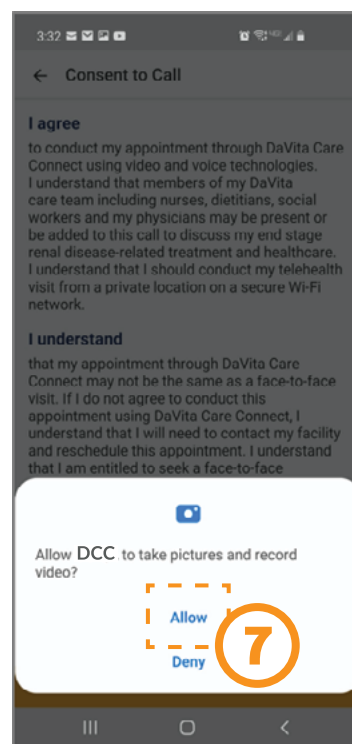 3:32
Consent to Call
I agree
to conduct my appointment through DaVita Care
Connect using video and voice technologies.
I understand that members of my DaVita
care team including nurses, dietitians, social
workers and my physicians may be present or
be added to this call to discuss my end stage
renal disease-related treatment and healthcare.
I understand that I should conduct my telehealth
visit from a private location on a secure Wi-Fi
network.
I understand
that my appointment through DaVita Care
Connect may not be the same as a face-to-face
visit. If I do not agree to conduct this
appointment using DaVita Care Connect, I
understand that I will need to contact my facility
and reschedule this appointment. I understand
that I am entitled to seek a face-to-face
Allow DCC to take pictures and record
video?
Allow
7
Deny